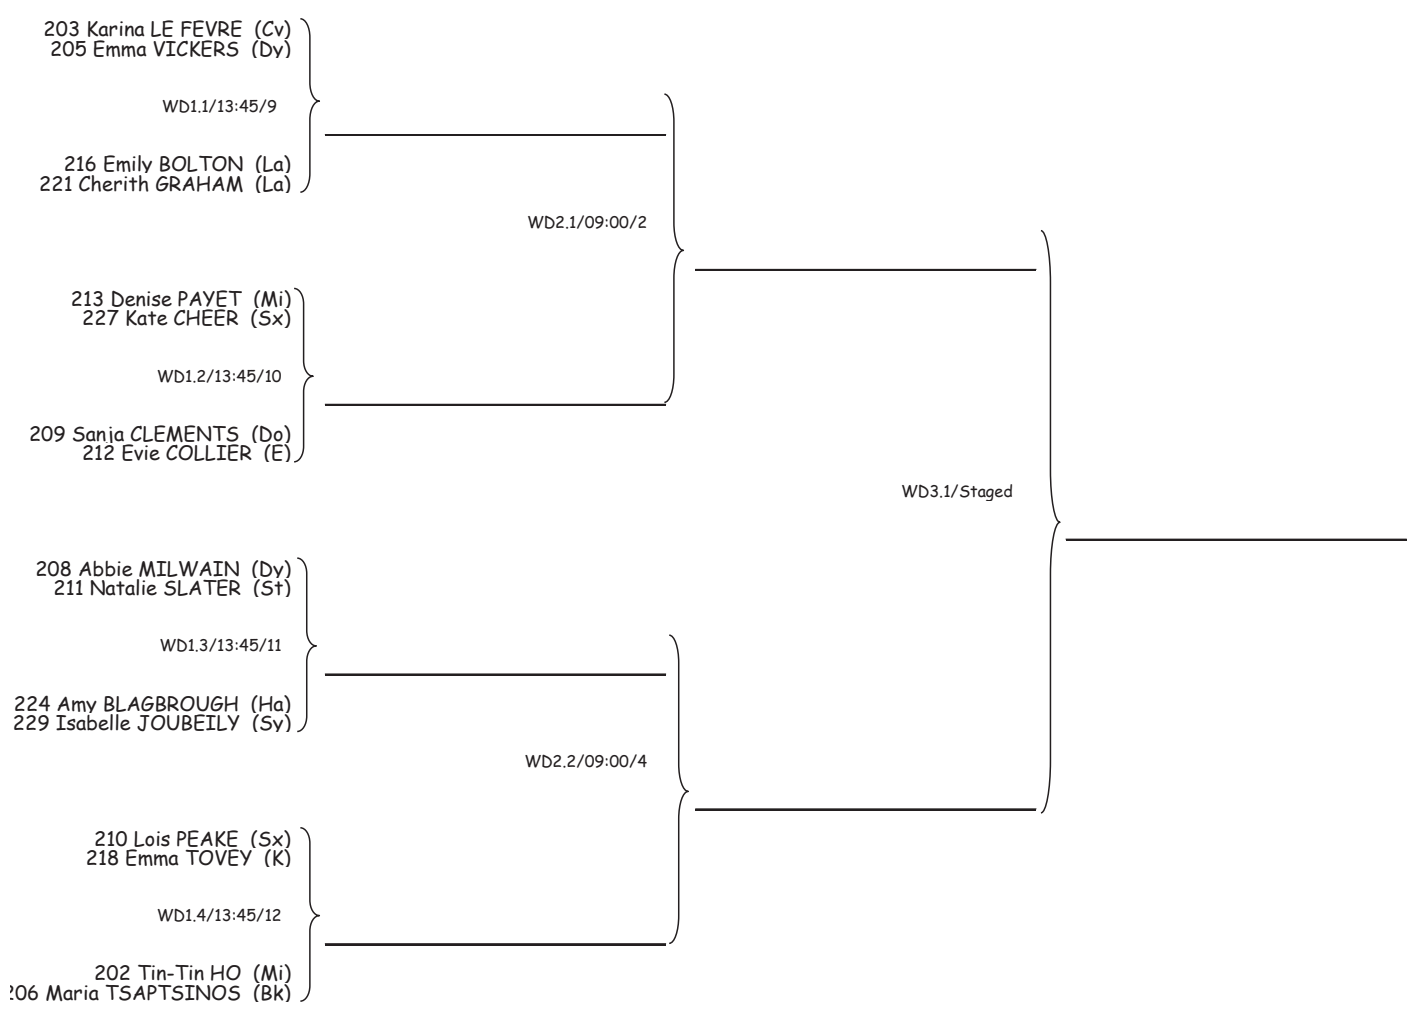 203 Karina LE FEVRE (Cv)
205 Emma VICKERS (Dy)
WD1.1/13:45/9
216 Emily BOLTON (La)
221 Cherith GRAHAM (La)
WD2.1/09:00/2
213 Denise PAYET (Mi)
227 Kate CHEER (Sx)
WD1.2/13:45/10
209 Sanja CLEMENTS (Do)
212 Evie COLLIER (E)
WD3.1/Staged
208 Abbie MILWAIN (Dy)
211 Natalie SLATER (St)
WD1.3/13:45/11
224 Amy BLAGBROUGH (Ha)
229 Isabelle JOUBEILY (Sy)
WD2.2/09:00/4
210 Lois PEAKE (Sx)
218 Emma TOVEY (K)
WD1.4/13:45/12
202 Tin-Tin HO (Mi)
206 Maria TSAPTSINOS (Bk)